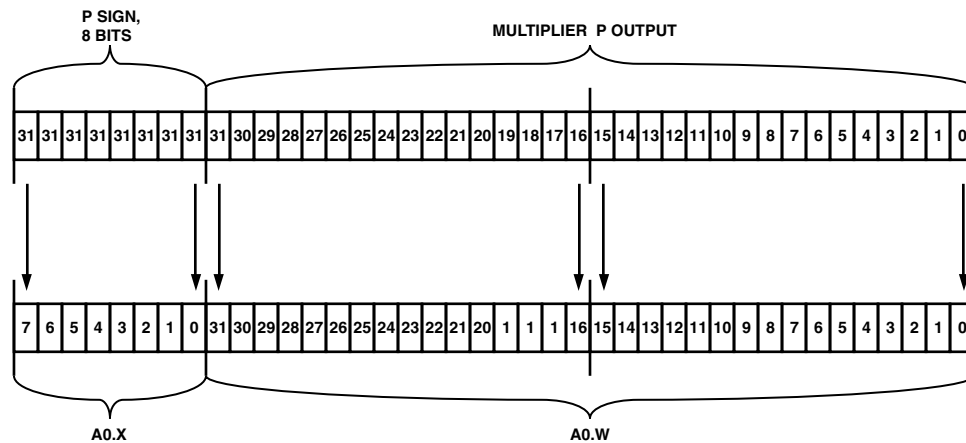 P SIGN,
8 BITS
MULTIPLIER P OUTPUT
31 31 31 31 31 31 31 31 31 30 29 28 27 26 25 24 23 22 21 20 19 18 17 16 15 14 13 12 11 10 9 8 7 6 5 4 3 2 1 0
7 6 5 4 3 2 1 0 31 30 29 28 27 26 25 24 23 22 21 20 1 1 1 16 15 14 13 12 11 10 9 8 7 6 5 4 3 2 1 0
A0.X
A0.W